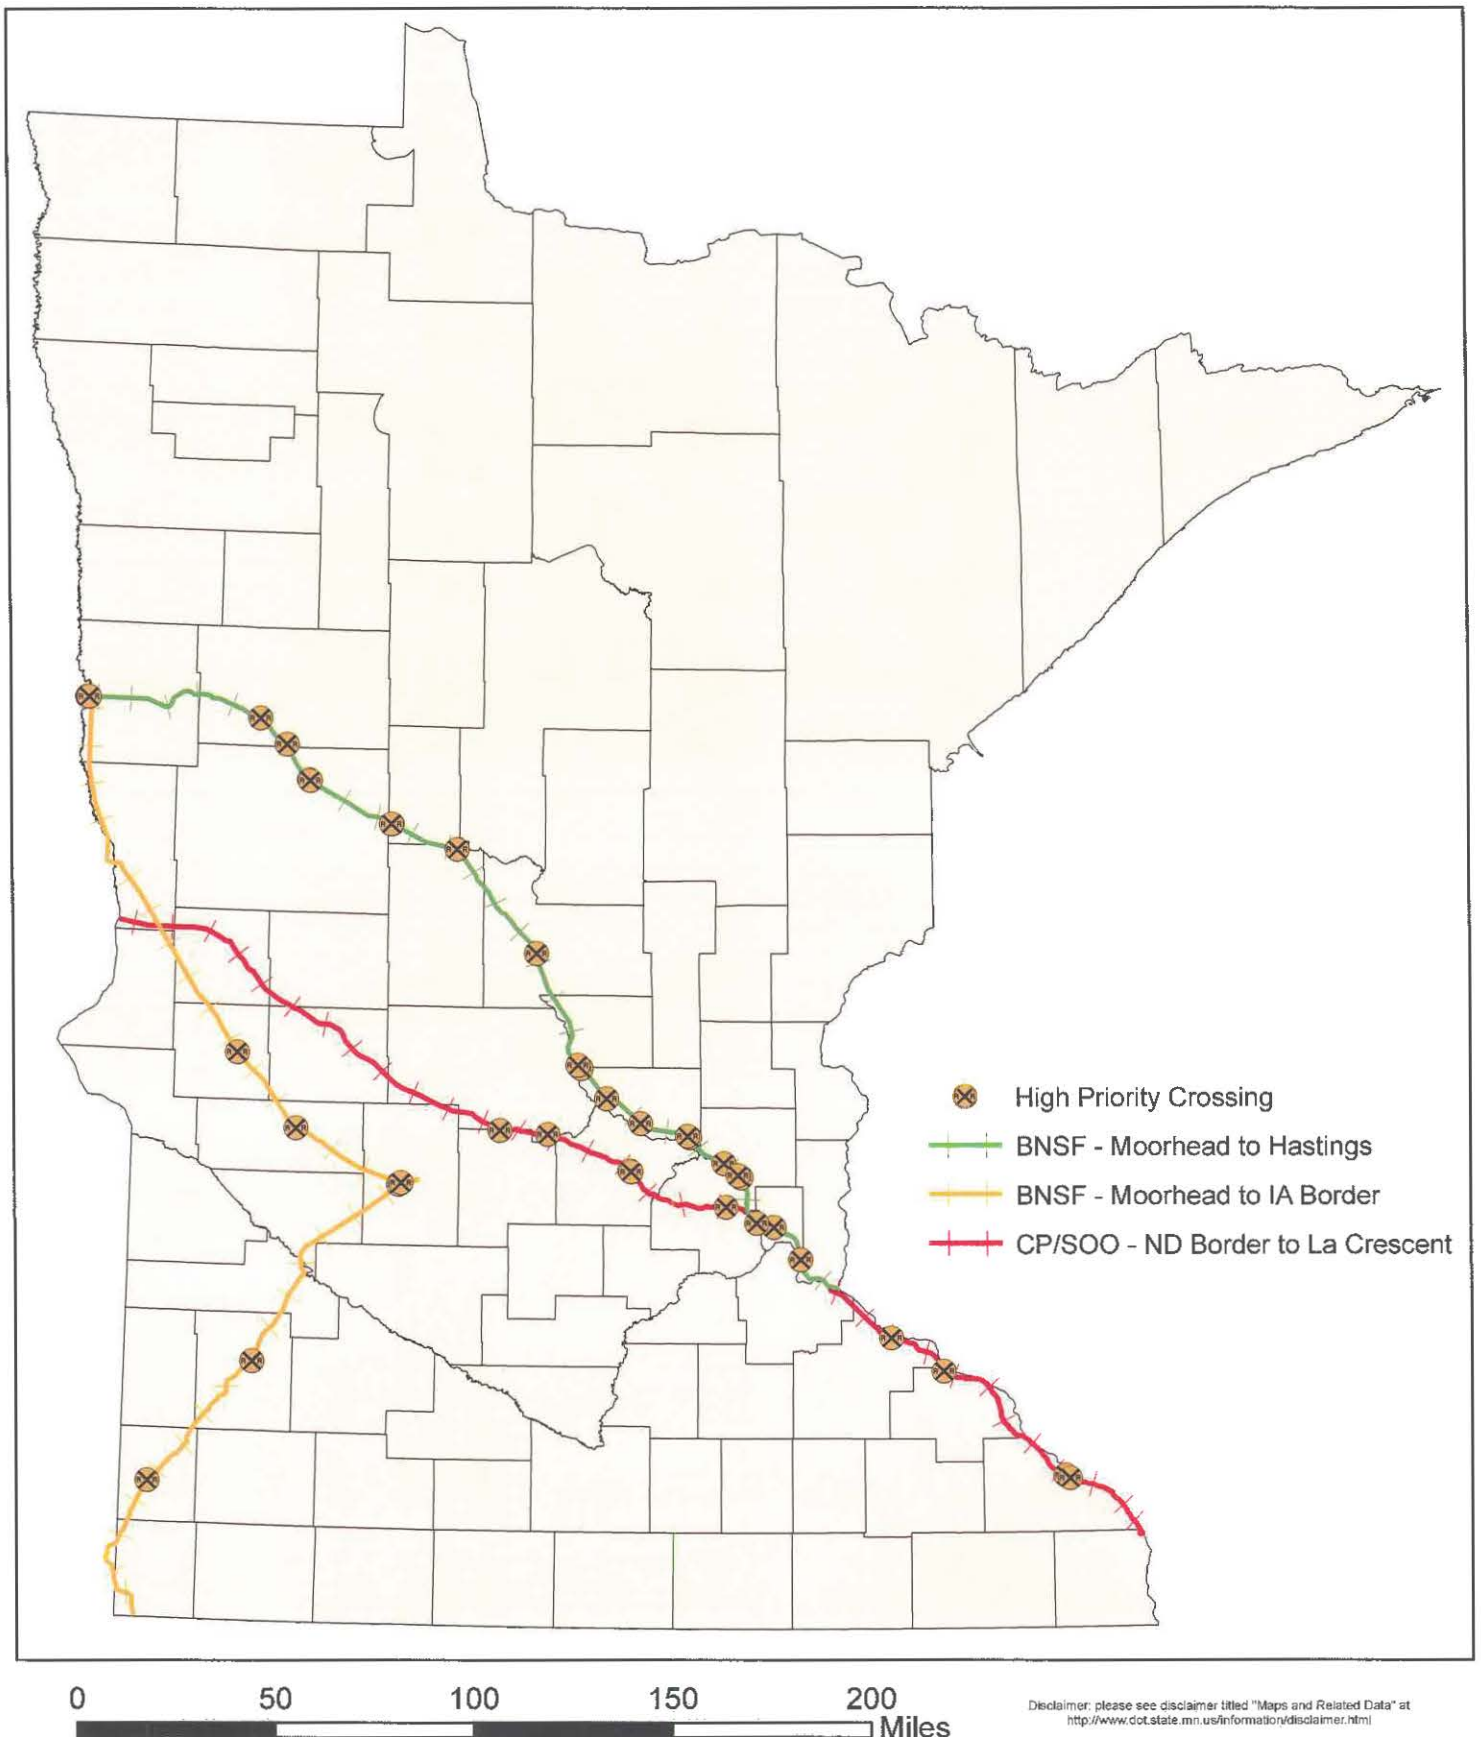 High Priority Crossing
BNSF - Moorhead to Hastings
BNSF - Moorhead to IA Border
CP/SOO - ND Border to La Crescent
0 50 100 150 200
Miles
Disclaimer: please see disclaimer titled "Maps and Related Data" at
http://www.dot.state.mn.us/information/disclaimer.html